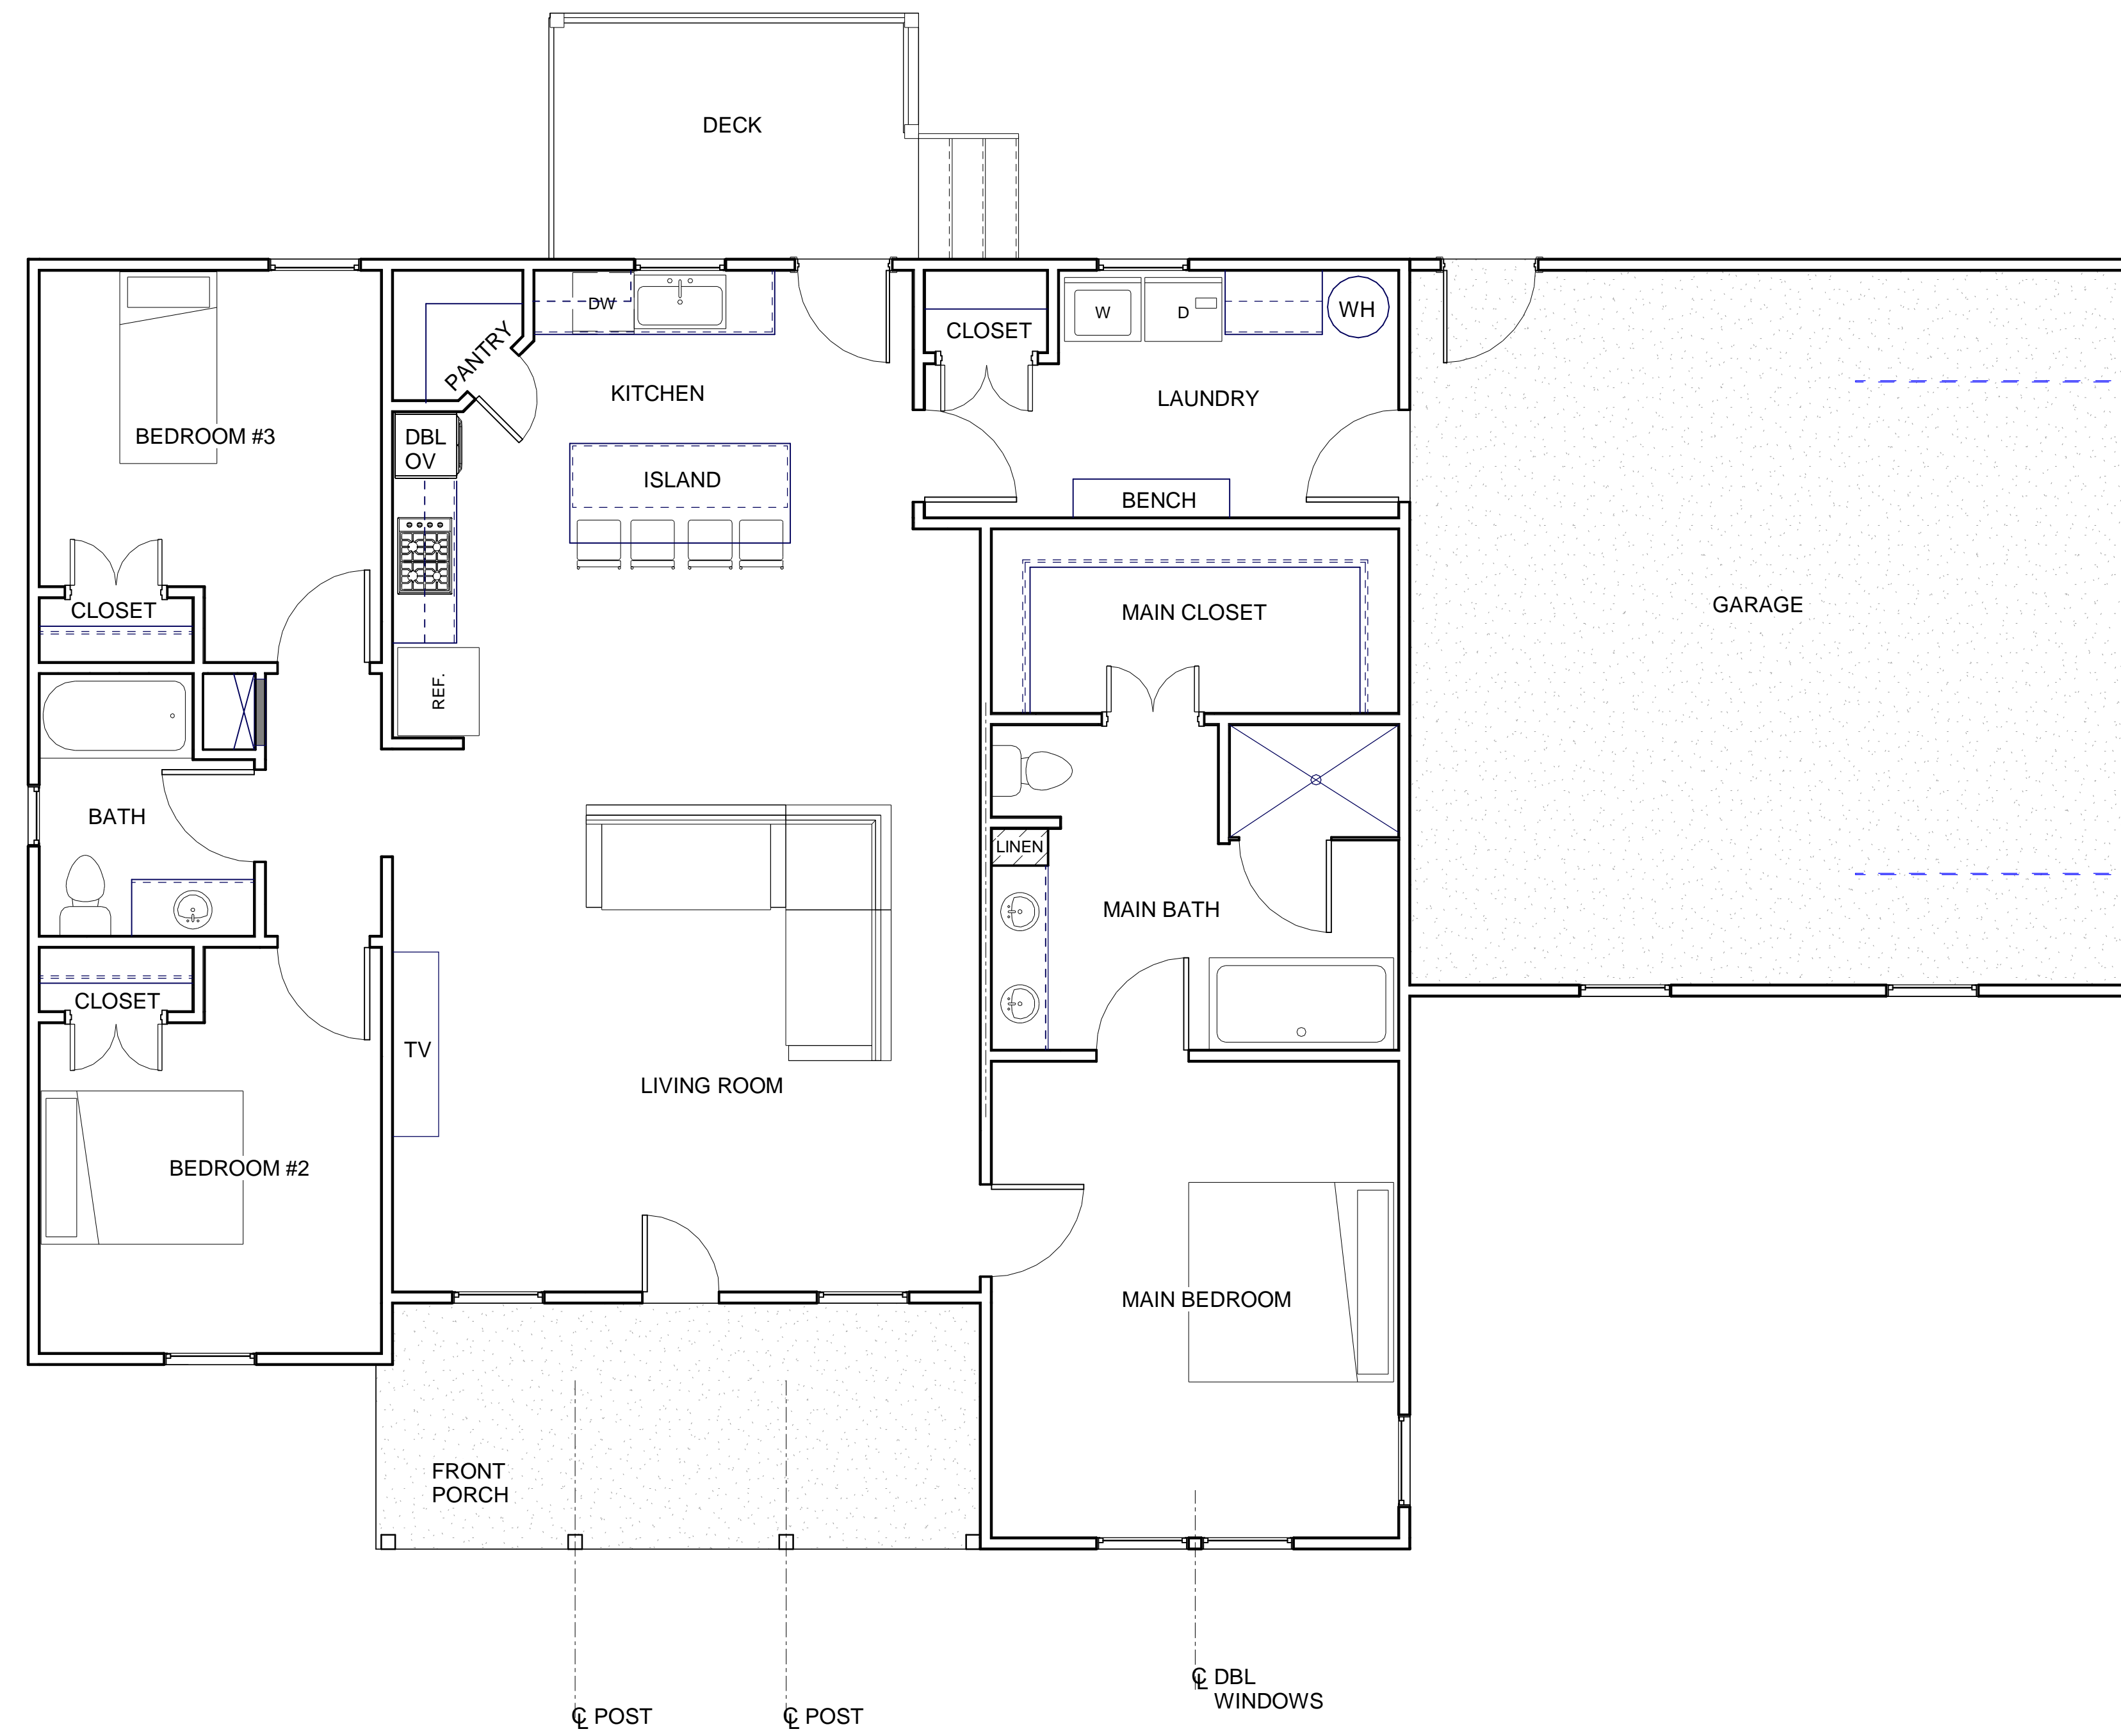 DECK
DW
PANTRY
KITCHEN
CLOSET
W
D
WH
LAUNDRY
BEDROOM #3
DBL
OV
ISLAND
BENCH
CLOSET
MAIN CLOSET
GARAGE
REF.
BATH
LINEN
MAIN BATH
CLOSET
TV
LIVING ROOM
BEDROOM #2
MAIN BEDROOM
FRONT
PORCH
℄ DBL
WINDOWS
℄ POST
℄ POST